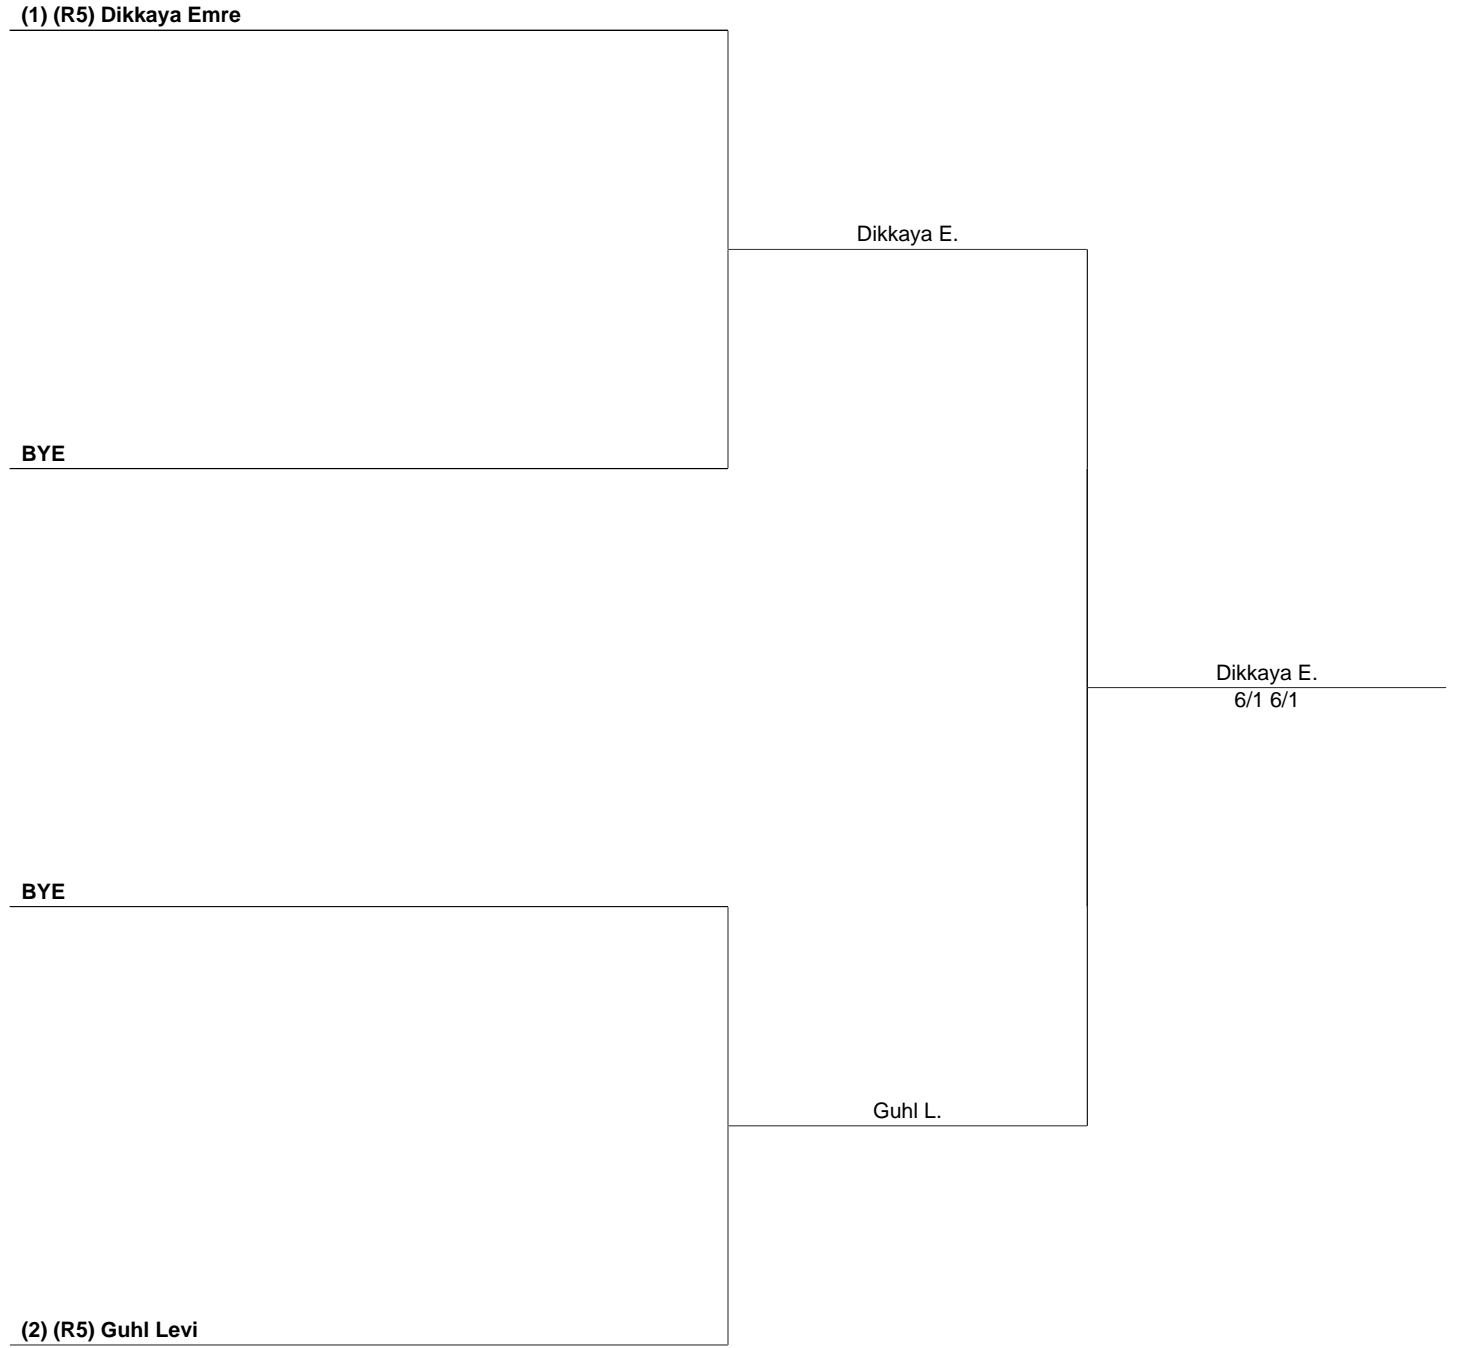 (1) (R5) Dikkaya Emre
Dikkaya E.
BYE
Dikkaya E.
6/1 6/1
BYE
Guhl L.
(2) (R5) Guhl Levi